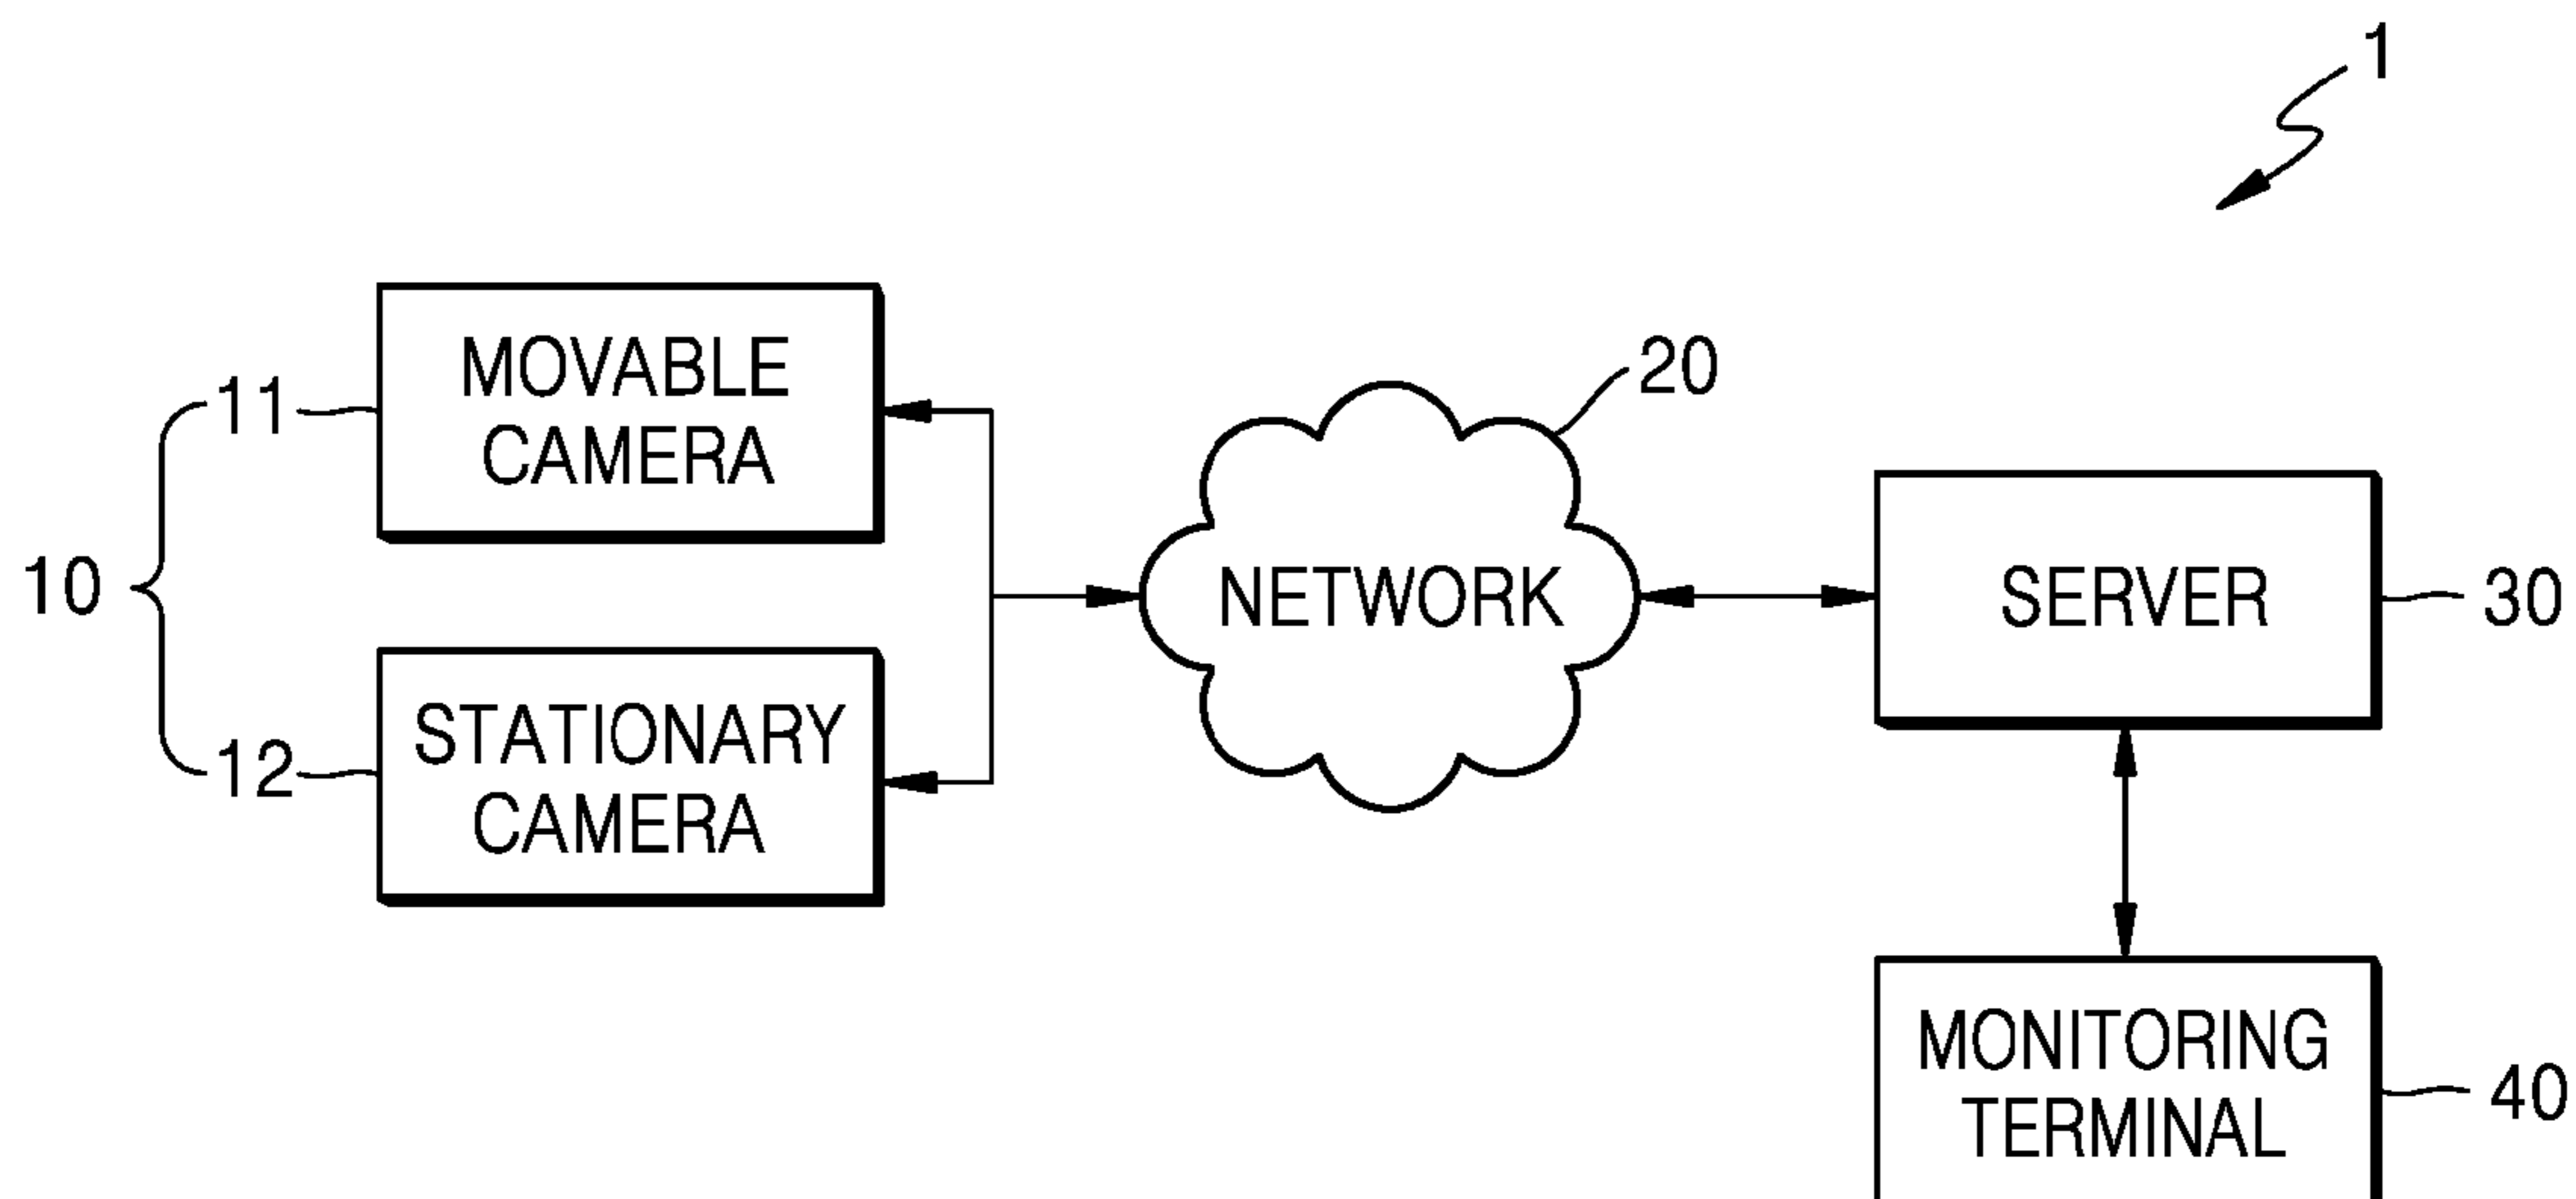 1
MOVABLE
CAMERA
11
20
NETWORK
SERVER
30
10
STATIONARY
CAMERA
12
MONITORING
TERMINAL
40